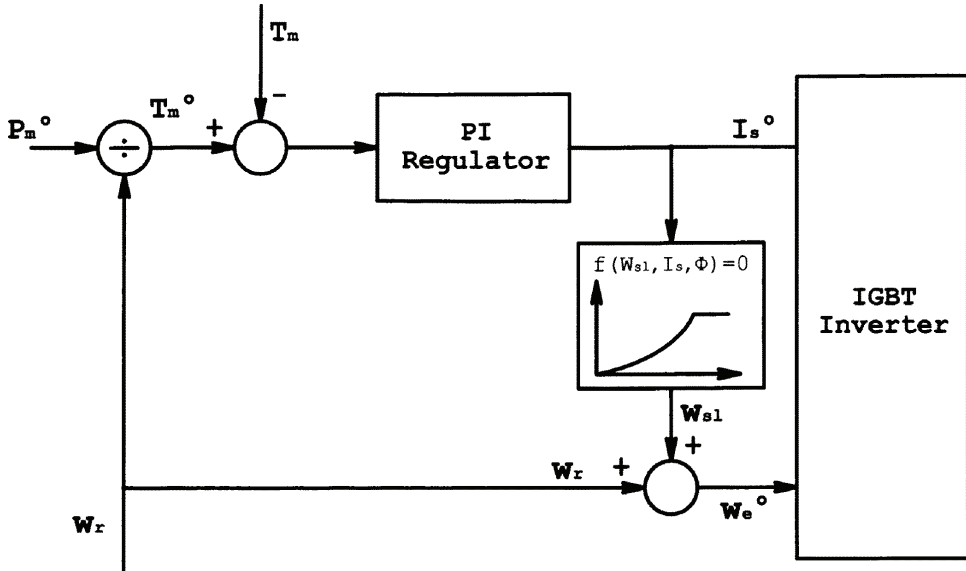 Tm
Pm°
Tm°
÷
+
−
PI
Regulator
Is°
f(Wsl, Is, Φ)=0
IGBT
Inverter
Wsl
+
+
Wr
Wr
We°